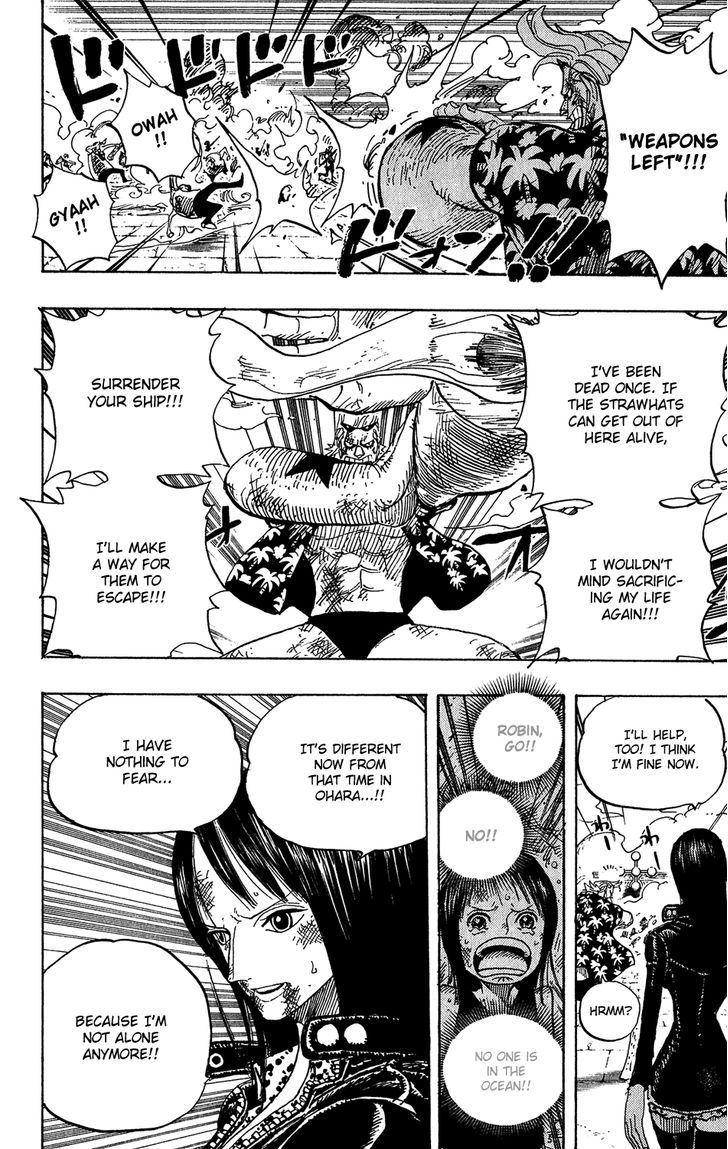 "WEAPONS
LEFT"!!!
ドォン!!!
ドドドド
OWAH
!!
GYAAH
!!
I'VE BEEN
DEAD ONCE. IF
THE STRAWHATS
CAN GET OUT OF
HERE ALIVE,
I WOULDN'T
MIND SACRIFIC-
ING MY LIFE
AGAIN!!!
SURRENDER
YOUR SHIP!!!
I'LL MAKE
A WAY FOR
THEM TO
ESCAPE!!!
I'LL HELP,
TOO! I THINK
I'M FINE NOW.
HRMM?
ROBIN,
GO!!
NO!!
NO ONE IS
IN THE
OCEAN!!
IT'S DIFFERENT
NOW FROM
THAT TIME IN
OHARA...!!
I HAVE
NOTHING TO
FEAR...
BECAUSE I'M
NOT ALONE
ANYMORE!!